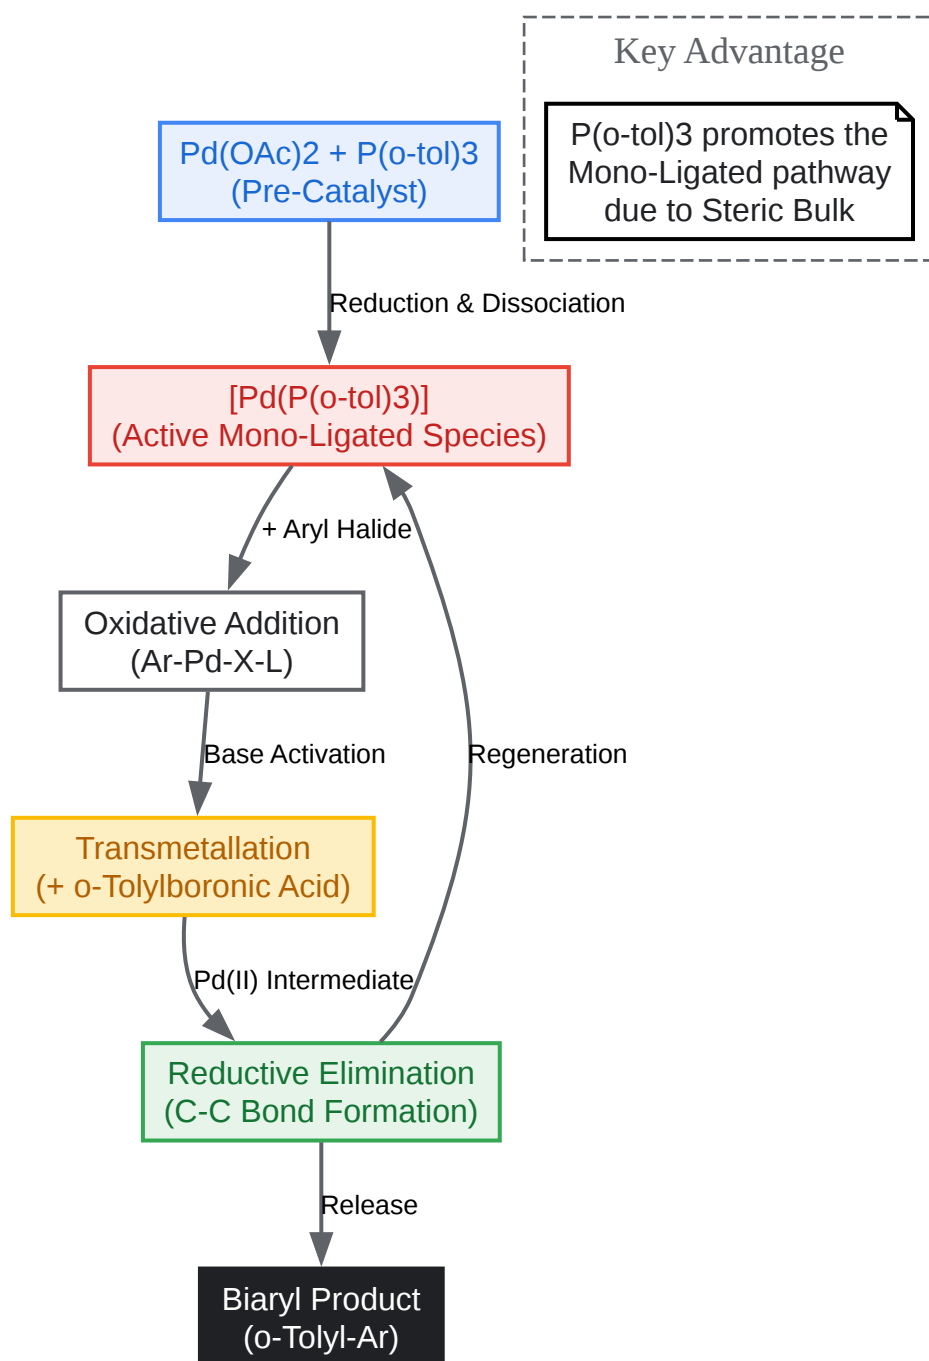 Key Advantage
P(o-tol)3 promotes the
Mono-Ligated pathway
due to Steric Bulk
Pd(OAc)2 + P(o-tol)3
(Pre-Catalyst)
Reduction & Dissociation
[Pd(P(o-tol)3)]
(Active Mono-Ligated Species)
+ Aryl Halide
Oxidative Addition
(Ar-Pd-X-L)
Base Activation
Regeneration
Transmetallation
(+ o-Tolylboronic Acid)
Pd(II) Intermediate
Reductive Elimination
(C-C Bond Formation)
Release
Biaryl Product
(o-Tolyl-Ar)